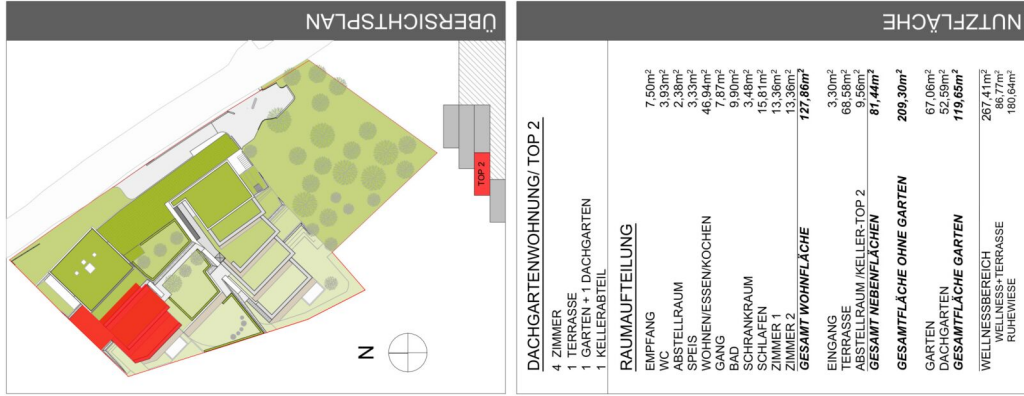 ÜBERSICHTSPLAN
TOP 2
N
NUTZFLÄCHE
DACHGARTENWOHNUNG/ TOP 2
4 ZIMMER
1 TERRASSE
1 GARTEN + 1 DACHGARTEN
1 KELLERABTEIL
RAUMAUFTEILUNG
EMPFANG 7,50m²
WC 3,93m²
ABSTELLRAUM 2,38m²
SPEIS 3,33m²
WOHNEN/ESSEN/KOCHEN 46,94m²
GANG 7,87m²
BAD 9,90m²
SCHRANKRAUM 3,48m²
SCHLAFEN 15,81m²
ZIMMER 1 13,36m²
ZIMMER 2 13,36m²
GESAMT WOHNFLÄCHE 127,86m²
EINGANG 3,30m²
TERRASSE 68,58m²
ABSTELLRAUM /KELLER-TOP 2 9,56m²
GESAMT NEBENFLÄCHEN 81,44m²
GESAMTFLÄCHE OHNE GARTEN 209,30m²
GARTEN 67,06m²
DACHGARTEN 52,59m²
GESAMTFLÄCHE GARTEN 119,65m²
WELLNESSBEREICH 267,41m²
WELLNESS+TERRASSE 86,77m²
RUHEWIESE 180,64m²